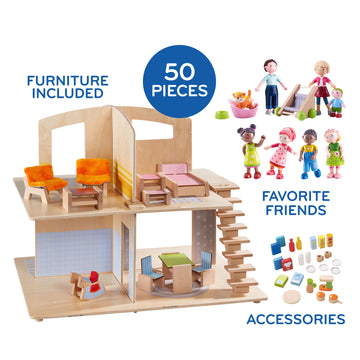 FURNITURE
INCLUDED
50
PIECES
FAVORITE
FRIENDS
ACCESSORIES